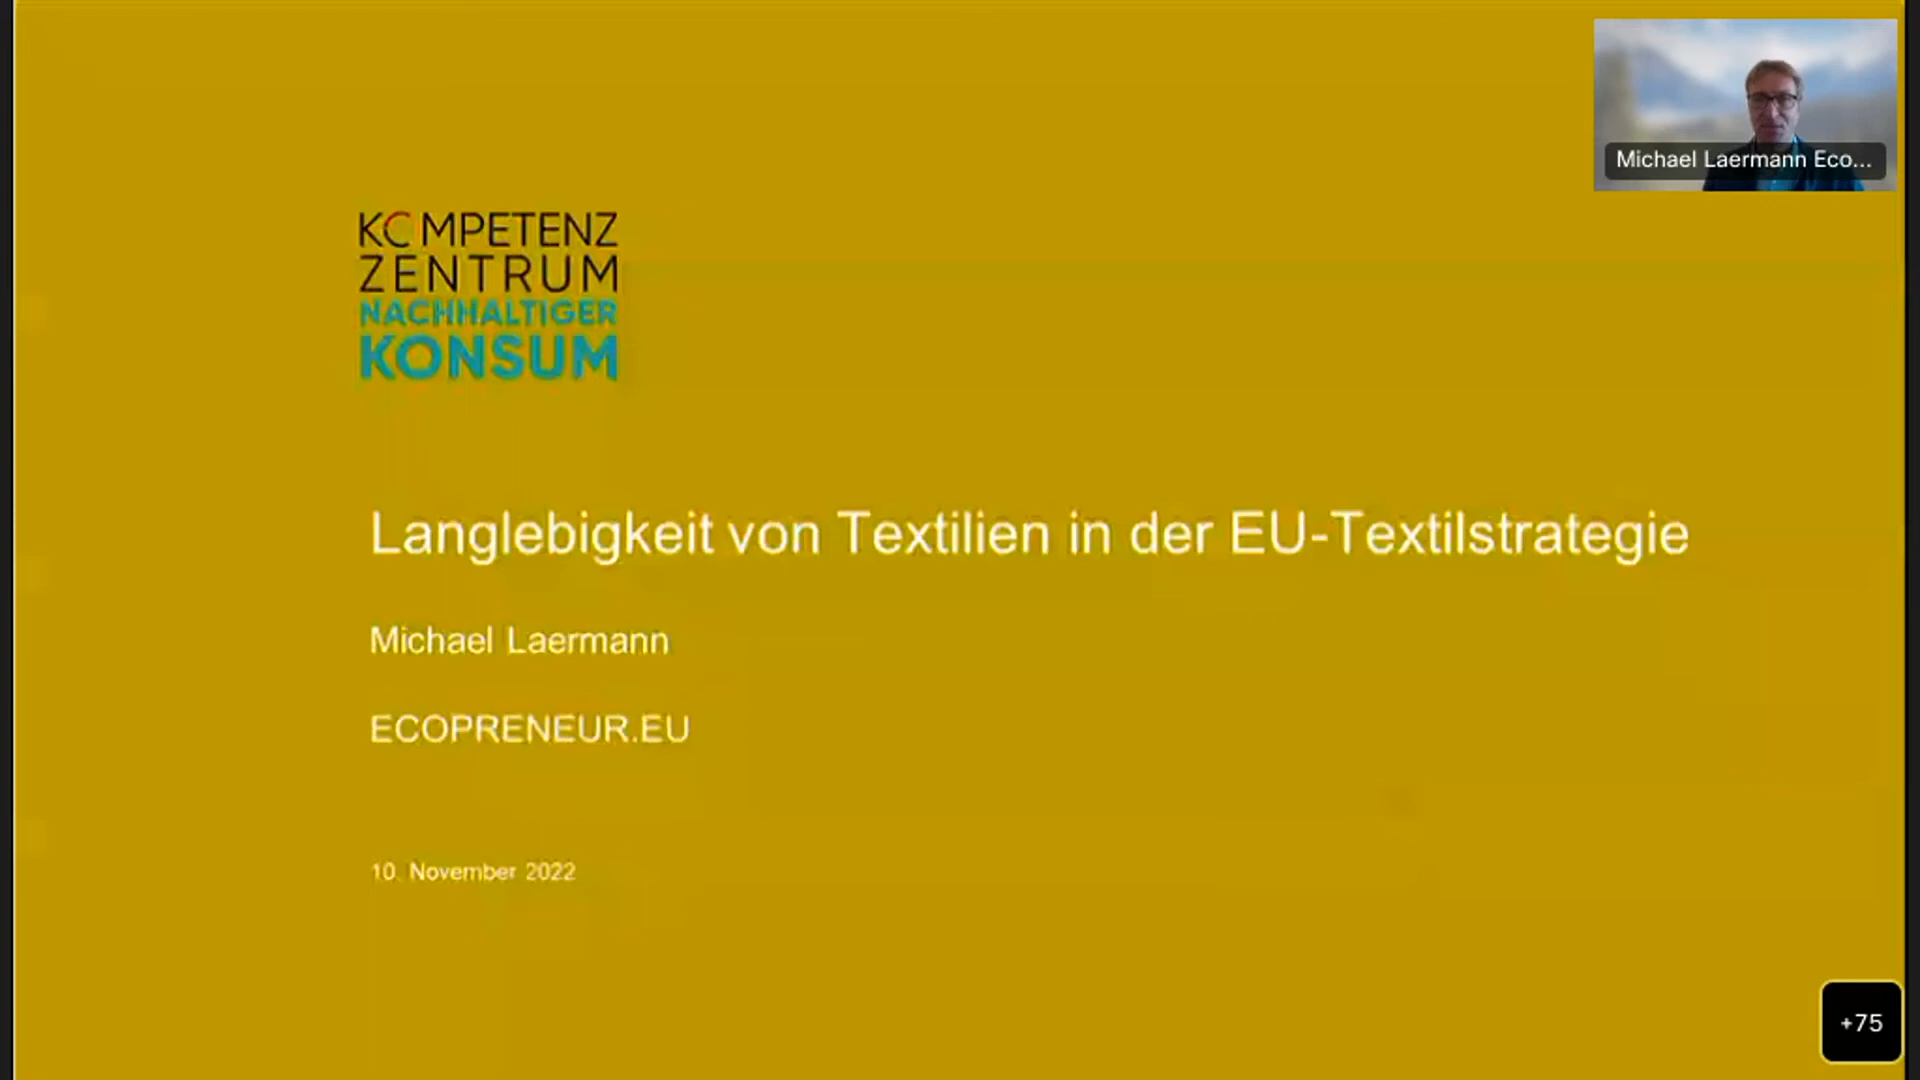 Michael Laermann Eco...
KOMPETENZ
ZENTRUM
NACHHALTIGER
KONSUM
Langlebigkeit von Textilien in der EU-Textilstrategie
Michael Laermann
ECOPRENEUR.EU
10. November 2022
+75